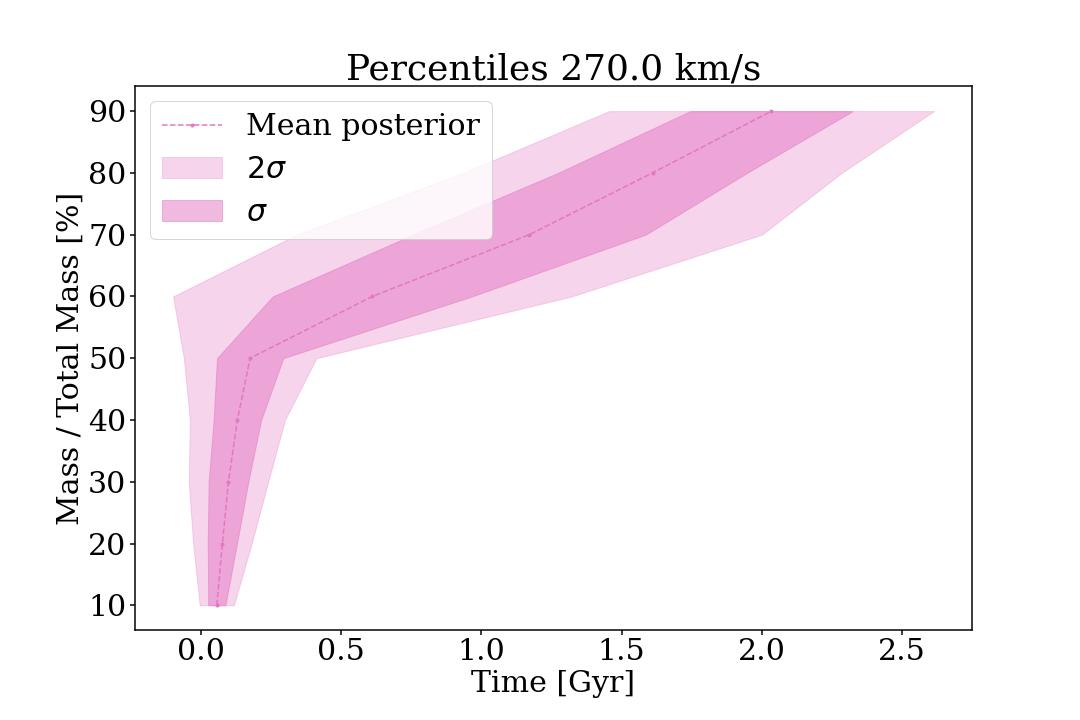 Percentiles 270.0 km/s
Mean posterior
2σ
σ
Mass / Total Mass [%]
90
80
70
60
50
40
30
20
10
0.0 0.5 1.0 1.5 2.0 2.5
Time [Gyr]